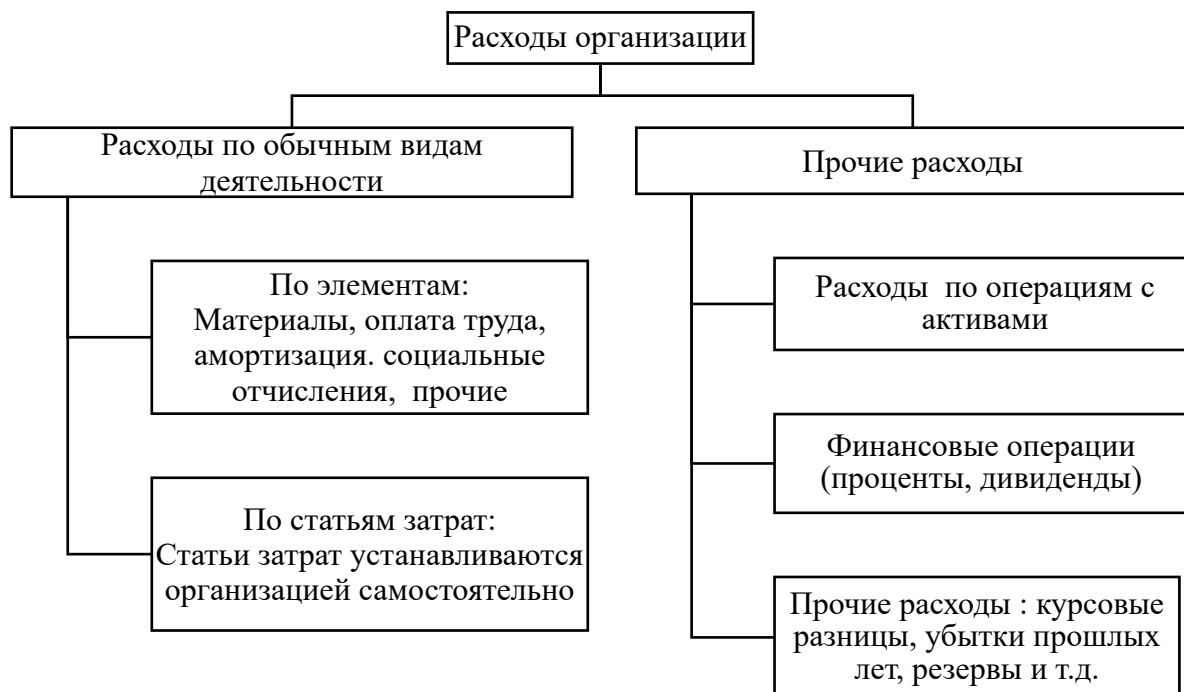 Расходы организации
Расходы по обычным видам
деятельности
Прочие расходы
По элементам:
Материалы, оплата труда,
амортизация. социальные
отчисления, прочие
Расходы по операциям с
активами
Финансовые операции
(проценты, дивиденды)
По статьям затрат:
Статьи затрат устанавливаются
организацией самостоятельно
Прочие расходы : курсовые
разницы, убытки прошлых
лет, резервы и т.д.